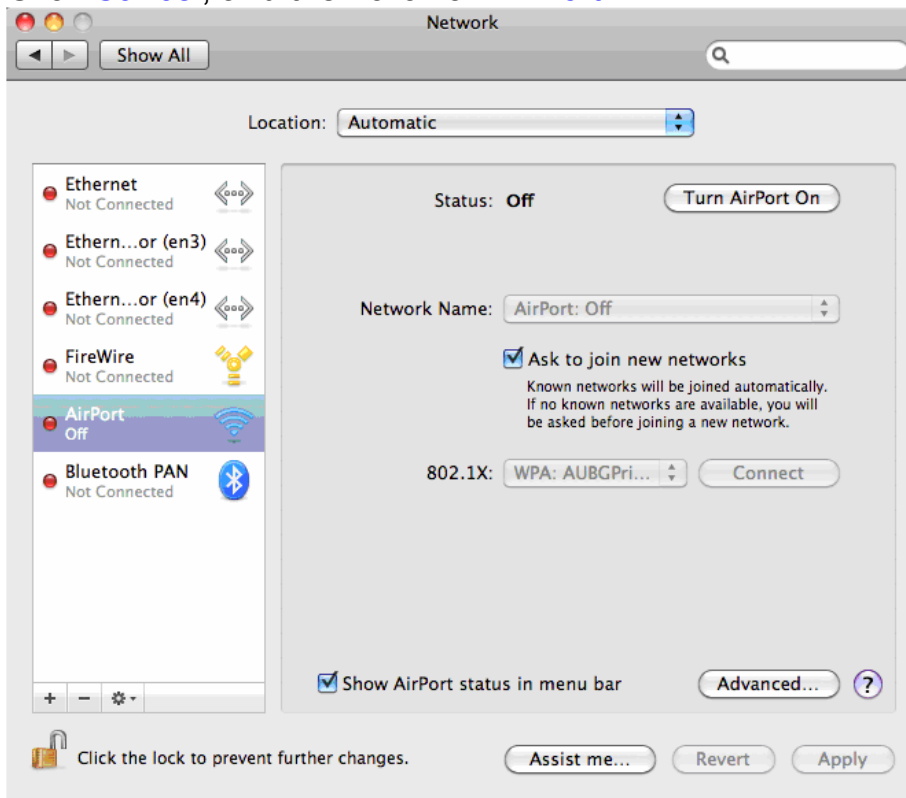 Network
Show All
Location: Automatic
Ethernet
Not Connected
Ethern...or (en3)
Not Connected
Ethern...or (en4)
Not Connected
FireWire
Not Connected
AirPort
Off
Bluetooth PAN
Not Connected
Status: Off
Turn AirPort On
Network Name: AirPort: Off
Ask to join new networks
Known networks will be joined automatically.
If no known networks are available, you will
be asked before joining a new network.
802.1X: WPA: AUBGPri...
Connect
Show AirPort status in menu bar
Advanced...
?
+ −
Click the lock to prevent further changes.
Assist me...
Revert
Apply